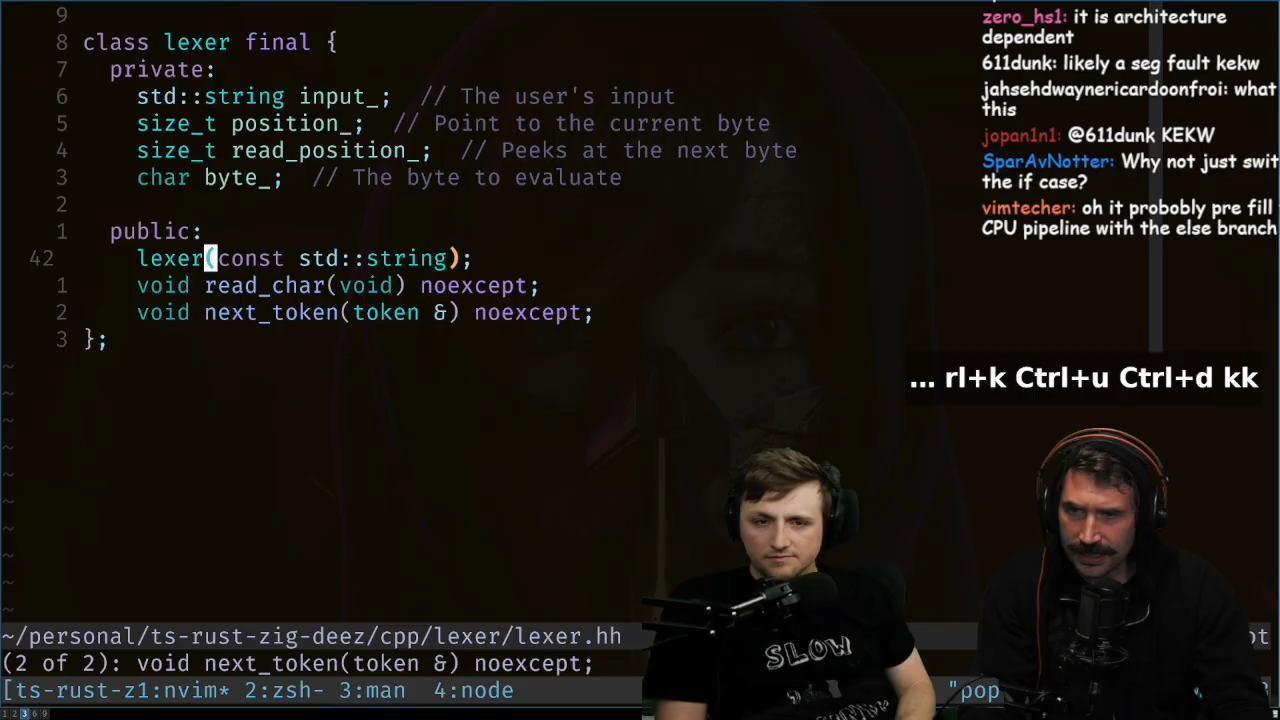 9
8 class lexer final {
7 private:
6 std::string input_; // The user's input
5 size_t position_; // Point to the current byte
4 size_t read_position_; // Peeks at the next byte
3 char byte_; // The byte to evaluate
2
1 public:
42 lexer(const std::string);
1 void read_char(void) noexcept;
2 void next_token(token &) noexcept;
3 };
~
~
~
~
~
~
~
~
~
~
~/personal/ts-rust-zig-deez/cpp/lexer/lexer.hh
(2 of 2): void next_token(token &) noexcept;
[ts-rust-z1:nvim* 2:zsh- 3:man 4:node "pop
1 2 3 6 9
zero_hs1: it is architecture
dependent
611dunk: likely a seg fault kekw
jahsehdwaynericardoonfroi: what
this
jopan1n1: @611dunk KEKW
SparAvNotter: Why not just swit
the if case?
vimtecher: oh it probobly pre fill
CPU pipeline with the else branch
... rl+k Ctrl+u Ctrl+d kk
SLOW